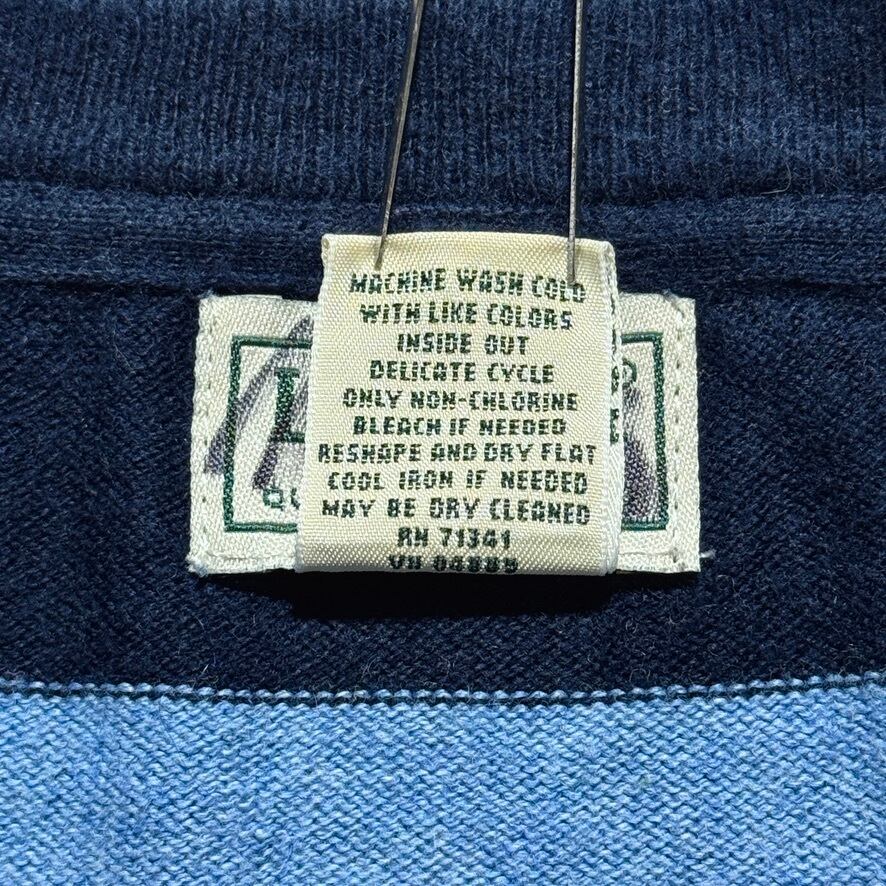 MACHINE WASH COLD
WITH LIKE COLORS
INSIDE OUT
DELICATE CYCLE
ONLY NON-CHLORINE
BLEACH IF NEEDED
RESHAPE AND DRY FLAT
COOL IRON IF NEEDED
MAY BE DRY CLEANED
RN 71341